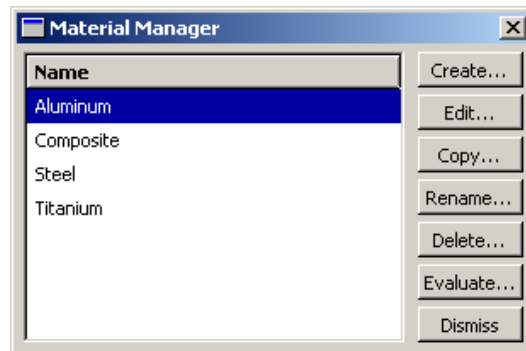 Material Manager
Name
Aluminum
Composite
Steel
Titanium
Create...
Edit...
Copy...
Rename...
Delete...
Evaluate...
Dismiss